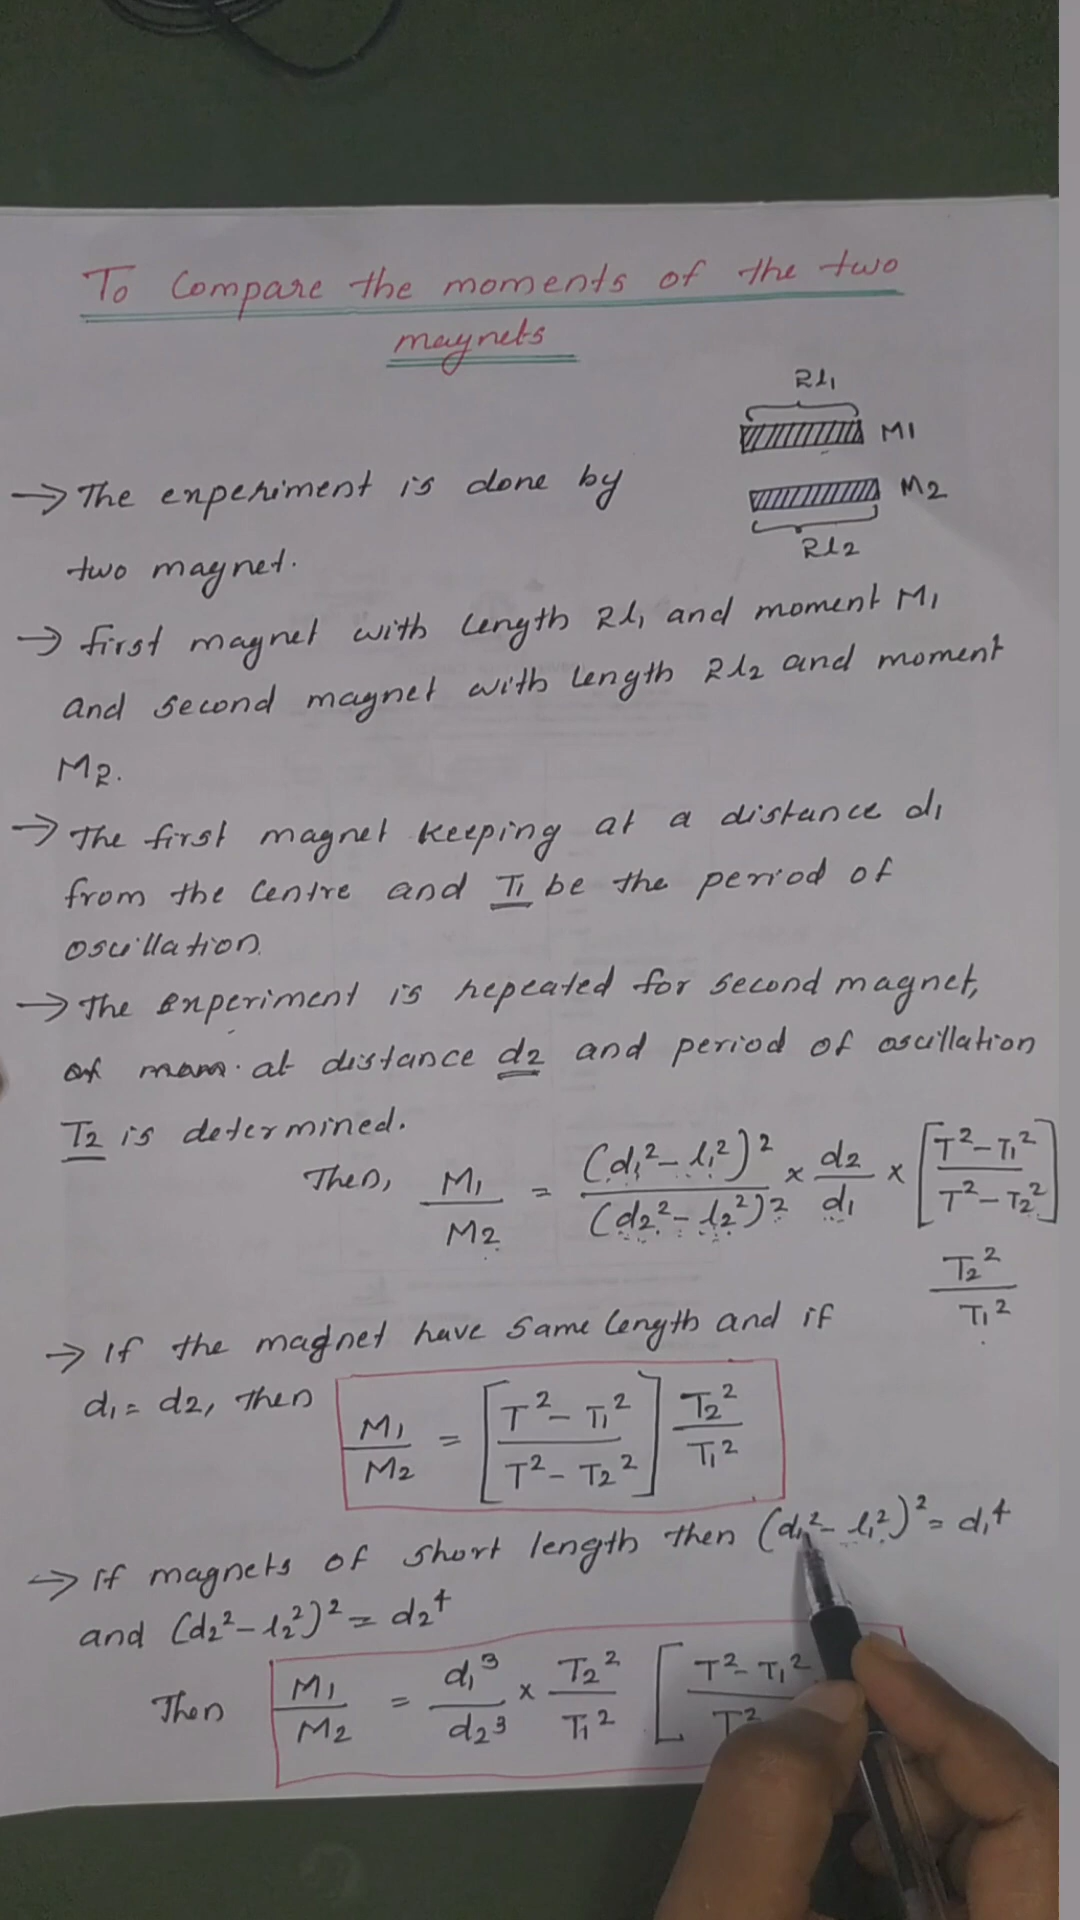 To Compare the moments of the two
magnets
2l₁
M1
M2
2l2
→ The experiment is done by
two magnet.
→ first magnet with length 2l₁ and moment M₁
and second magnet with length 2l₂ and moment
M2.
→ The first magnet keeping at a distance d₁
from the Centre and T₁ be the period of
oscillation.
→ The experiment is repeated for second magnet,
at distance d2 and period of oscillation
T2 is determined.
Then, M₁/M2 = (d₁² - l₁²)²/(d₂² - l₂²)² × d2/d₁ × [T² - T₁²/T² - T₂²]
T₂²/T₁²
→ If the magnet have same length and if
d₁ = d2, then M₁/M2 = [T² - T₁²/T² - T₂²] T₂²/T₁²
→ If magnets of short length then (d₁² - l₁²)² = d₁⁴
and (d₂² - l₂²)² = d₂⁴
Then M₁/M2 = d₁³/d₂³ × T₂²/T₁² [T² - T₁²/T²